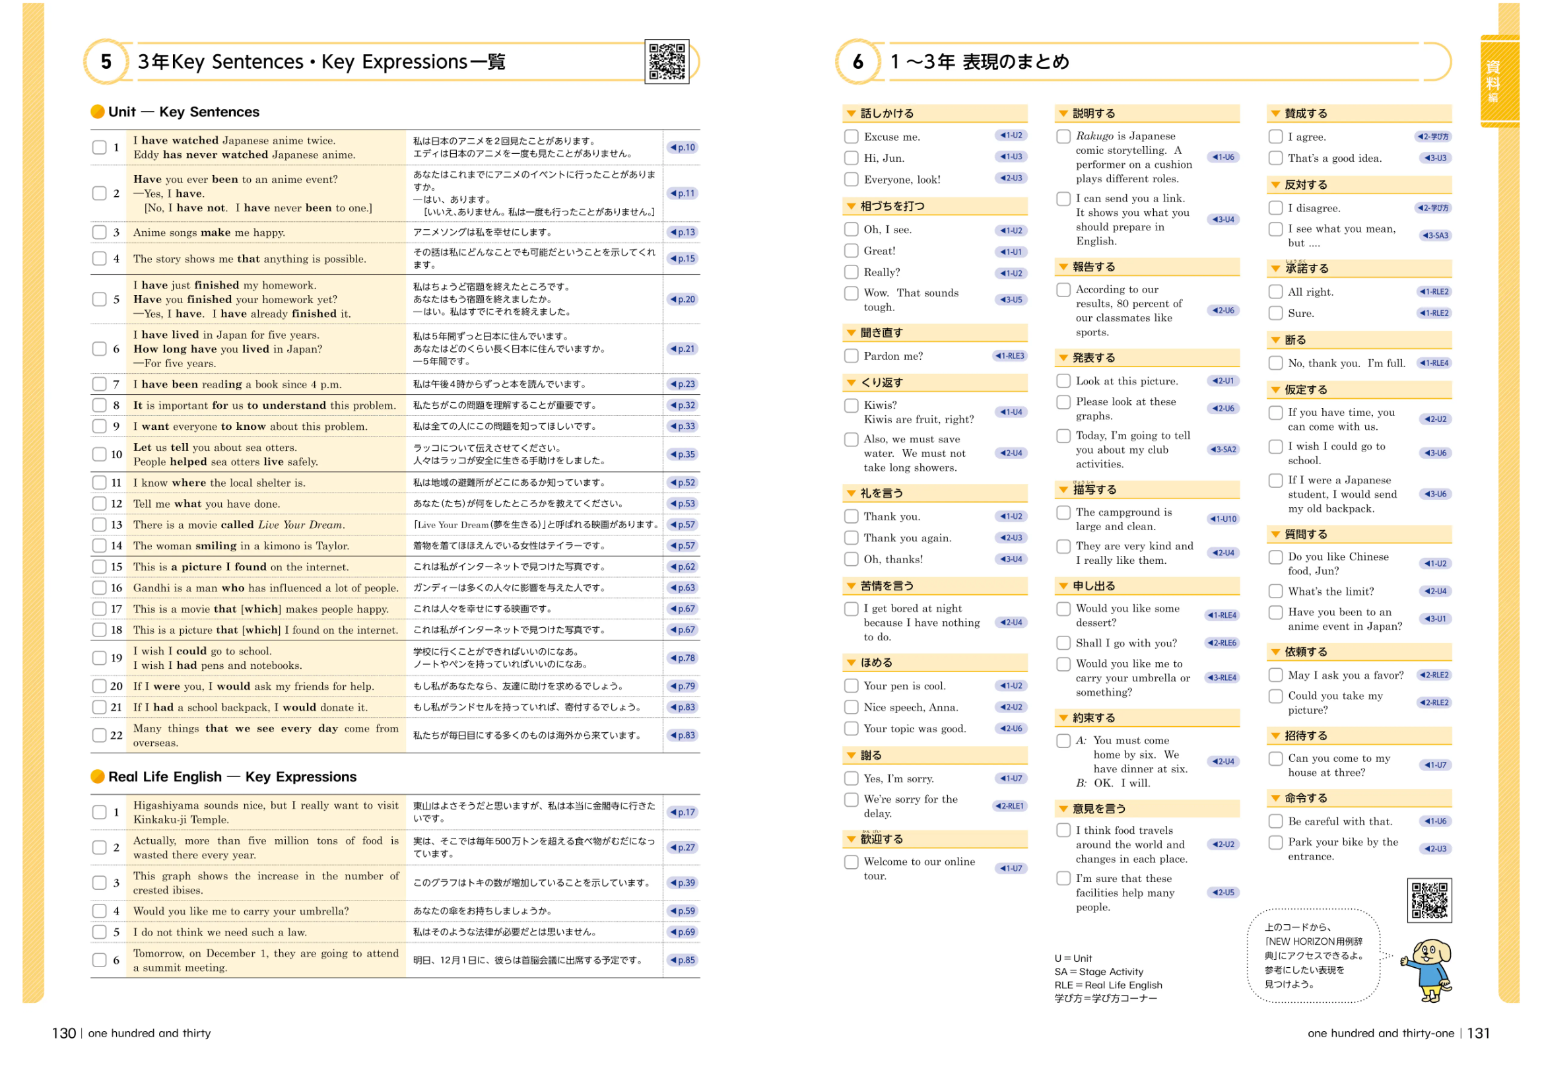 5 3年Key Sentences・Key Expressions一覧
Unit — Key Sentences
1 I have watched Japanese anime twice. 私は日本のアニメを2回見たことがあります。 ◀p.10
Eddy has never watched Japanese anime. エディは日本のアニメを一度も見たことがありません。
2 Have you ever been to an anime event? あなたはこれまでにアニメのイベントに行ったことがありますか。 ◀p.11
—Yes, I have. —はい、あります。
[No, I have not. I have never been to one.] [いいえ、ありません。私は一度も行ったことがありません。]
3 Anime songs make me happy. アニメソングは私を幸せにします。 ◀p.13
4 The story shows me that anything is possible. その話は私にどんなことでも可能だということを示してくれます。 ◀p.15
5 I have just finished my homework. 私はちょうど宿題を終えたところです。 ◀p.20
Have you finished your homework yet? あなたはもう宿題を終えましたか。
—Yes, I have. I have already finished it. —はい。私はすでにそれを終えました。
6 I have lived in Japan for five years. 私は5年間ずっと日本に住んでいます。 ◀p.21
How long have you lived in Japan? あなたはどのくらい長く日本に住んでいますか。
—For five years. —5年間です。
7 I have been reading a book since 4 p.m. 私は午後4時からずっと本を読んでいます。 ◀p.23
8 It is important for us to understand this problem. 私たちがこの問題を理解することが重要です。 ◀p.32
9 I want everyone to know about this problem. 私は全ての人にこの問題を知ってほしいです。 ◀p.33
10 Let us tell you about sea otters. ラッコについて伝えさせてください。 ◀p.35
People helped sea otters live safely. 人々はラッコが安全に生きる手助けをしました。
11 I know where the local shelter is. 私は地域の避難所がどこにあるか知っています。 ◀p.52
12 Tell me what you have done. あなた(たち)が何をしたところかを教えてください。 ◀p.53
13 There is a movie called Live Your Dream. 「Live Your Dream(夢を生きる)」と呼ばれる映画があります。 ◀p.57
14 The woman smiling in a kimono is Taylor. 着物を着てほほえんでいる女性はテイラーです。 ◀p.57
15 This is a picture I found on the internet. これは私がインターネットで見つけた写真です。 ◀p.62
16 Gandhi is a man who has influenced a lot of people. ガンディーは多くの人々に影響を与えた人です。 ◀p.63
17 This is a movie that [which] makes people happy. これは人々を幸せにする映画です。 ◀p.67
18 This is a picture that [which] I found on the internet. これは私がインターネットで見つけた写真です。 ◀p.67
19 I wish I could go to school. 学校に行くことができればいいのになあ。 ◀p.78
I wish I had pens and notebooks. ノートやペンを持っていればいいのになあ。
20 If I were you, I would ask my friends for help. もし私があなたなら、友達に助けを求めるでしょう。 ◀p.79
21 If I had a school backpack, I would donate it. もし私がランドセルを持っていれば、寄付するでしょう。 ◀p.83
22 Many things that we see every day come from 私たちが毎日目にする多くのものは海外から来ています。 ◀p.83
overseas.
Real Life English — Key Expressions
1 Higashiyama sounds nice, but I really want to visit 東山はよさそうだと思いますが、私は本当に金閣寺に行きた ◀p.17
Kinkaku-ji Temple. いです。
2 Actually, more than five million tons of food is 実は、そこでは毎年500万トンを超える食べ物がむだになっ ◀p.27
wasted there every year. ています。
3 This graph shows the increase in the number of このグラフはトキの数が増加していることを示しています。 ◀p.39
crested ibises.
4 Would you like me to carry your umbrella? あなたの傘をお持ちしましょうか。 ◀p.59
5 I do not think we need such a law. 私はそのような法律が必要だとは思いません。 ◀p.69
6 Tomorrow, on December 1, they are going to attend 明日、12月1日に、彼らは首脳会議に出席する予定です。 ◀p.85
a summit meeting.
130 | one hundred and thirty
6 1〜3年 表現のまとめ
▼話しかける
Excuse me. ◀1-U2
Hi, Jun. ◀1-U3
Everyone, look! ◀2-U3
▼相づちを打つ
Oh, I see. ◀1-U2
Great! ◀1-U1
Really? ◀1-U2
Wow. That sounds ◀3-U5
tough.
▼聞き直す
Pardon me? ◀1-RLE3
▼くり返す
Kiwis? ◀1-U4
Kiwis are fruit, right?
Also, we must save
water. We must not ◀2-U4
take long showers.
▼礼を言う
Thank you. ◀1-U2
Thank you again. ◀2-U3
Oh, thanks! ◀3-U4
▼苦情を言う
I get bored at night
because I have nothing ◀2-U4
to do.
▼ほめる
Your pen is cool. ◀1-U2
Nice speech, Anna. ◀2-U2
Your topic was good. ◀2-U6
▼謝る
Yes, I'm sorry. ◀1-U7
We're sorry for the ◀2-RLE1
delay.
▼歓迎する
Welcome to our online ◀1-U7
tour.
▼説明する
Rakugo is Japanese
comic storytelling. A
performer on a cushion ◀1-U6
plays different roles.
I can send you a link.
It shows you what you ◀3-U4
should prepare in
English.
▼報告する
According to our
results, 80 percent of ◀2-U6
our classmates like
sports.
▼発表する
Look at this picture. ◀2-U1
Please look at these ◀2-U6
graphs.
Today, I'm going to tell
you about my club ◀3-SA2
activities.
▼描写する
The campground is ◀1-U10
large and clean.
They are very kind and ◀2-U4
I really like them.
▼申し出る
Would you like some ◀1-RLE4
dessert?
Shall I go with you? ◀2-RLE6
Would you like me to
carry your umbrella or ◀3-RLE4
something?
▼約束する
A: You must come
home by six. We ◀2-U4
have dinner at six.
B: OK. I will.
▼意見を言う
I think food travels
around the world and ◀2-U2
changes in each place.
I'm sure that these
facilities help many ◀2-U5
people.
U=Unit
SA=Stage Activity
RLE=Real Life English
学び方=学び方コーナー
▼賛成する
I agree. ◀2-学び方
That's a good idea. ◀3-U3
▼反対する
I disagree. ◀2-学び方
I see what you mean, ◀3-SA3
but ....
▼承諾する
All right. ◀1-RLE2
Sure. ◀1-RLE2
▼断る
No, thank you. I'm full. ◀1-RLE4
▼仮定する
If you have time, you ◀2-U2
can come with us.
I wish I could go to ◀3-U6
school.
If I were a Japanese
student, I would send ◀3-U6
my old backpack.
▼質問する
Do you like Chinese ◀1-U2
food, Jun?
What's the limit? ◀2-U4
Have you been to an ◀3-U1
anime event in Japan?
▼依頼する
May I ask you a favor? ◀2-RLE2
Could you take my ◀2-RLE2
picture?
▼招待する
Can you come to my ◀1-U7
house at three?
▼命令する
Be careful with that. ◀1-U6
Park your bike by the ◀2-U3
entrance.
上のコードから、
「NEW HORIZON用例辞
典」にアクセスできるよ。
参考にしたい表現を
見つけよう。
資料編
one hundred and thirty-one | 131